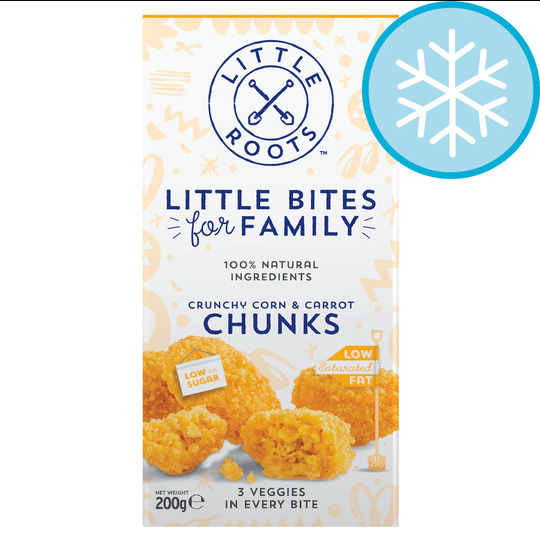 LITTLE
ROOTS
™
LITTLE BITES
for FAMILY
100% NATURAL
INGREDIENTS
CRUNCHY CORN & CARROT
CHUNKS
LOW
SUGAR
LOW
Saturated
FAT
NET WEIGHT
200g ℮
3 VEGGIES
IN EVERY BITE